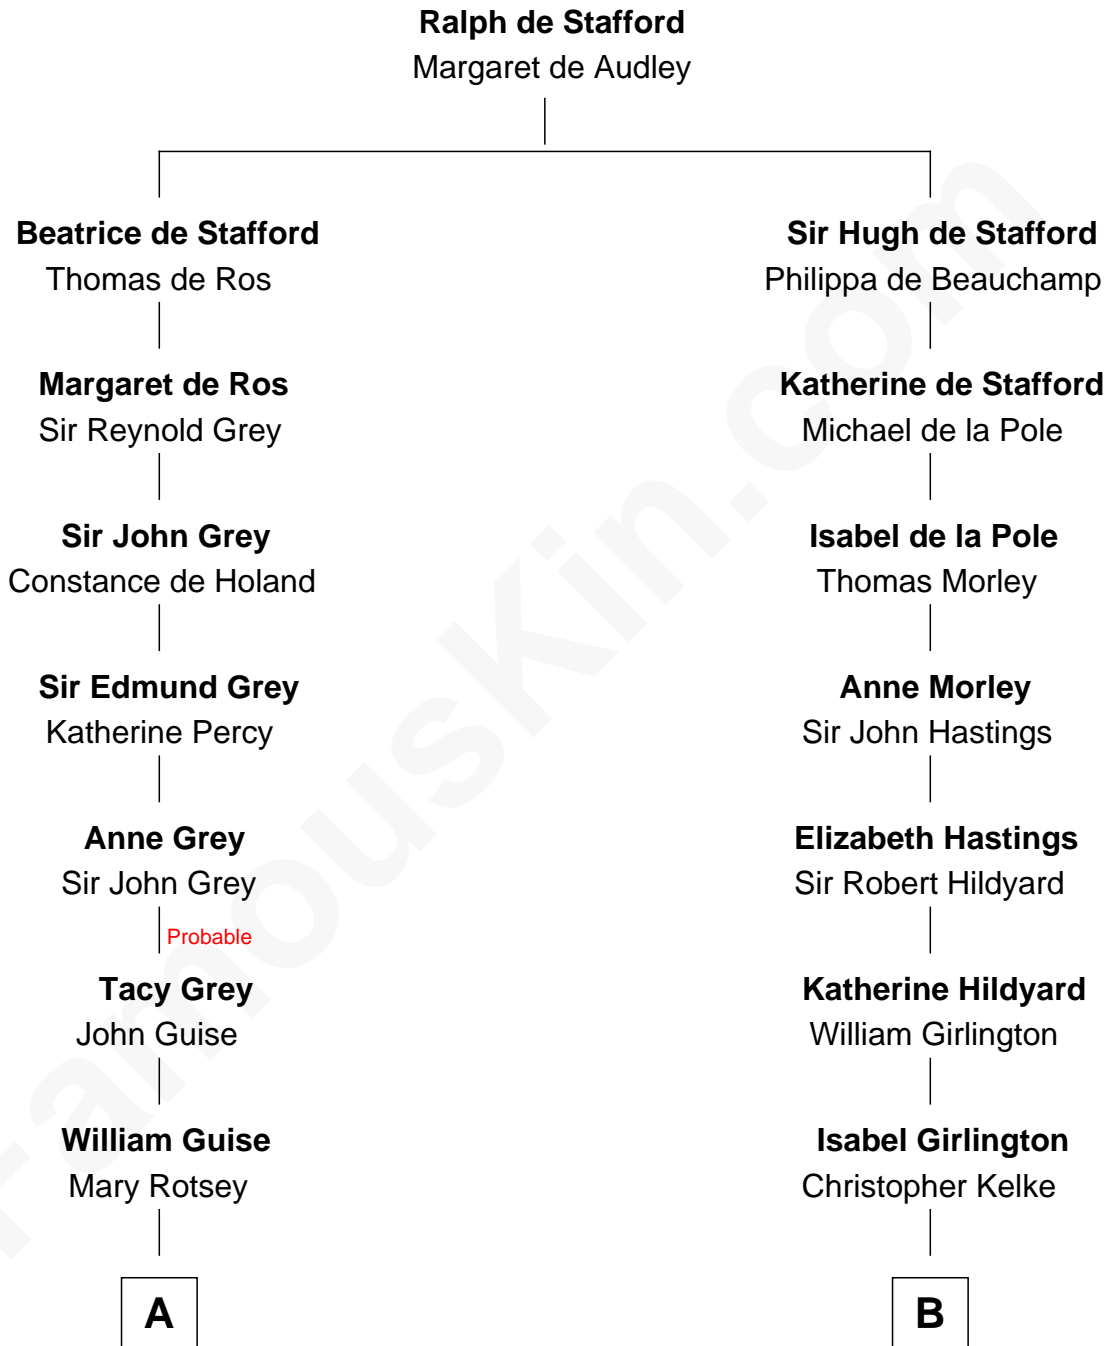 Ralph de Stafford
Margaret de Audley
Beatrice de Stafford
Thomas de Ros
Margaret de Ros
Sir Reynold Grey
Sir John Grey
Constance de Holand
Sir Edmund Grey
Katherine Percy
Anne Grey
Sir John Grey
Probable
Tacy Grey
John Guise
William Guise
Mary Rotsey
A
Sir Hugh de Stafford
Philippa de Beauchamp
Katherine de Stafford
Michael de la Pole
Isabel de la Pole
Thomas Morley
Anne Morley
Sir John Hastings
Elizabeth Hastings
Sir Robert Hildyard
Katherine Hildyard
William Girlington
Isabel Girlington
Christopher Kelke
B
FamousKin.com